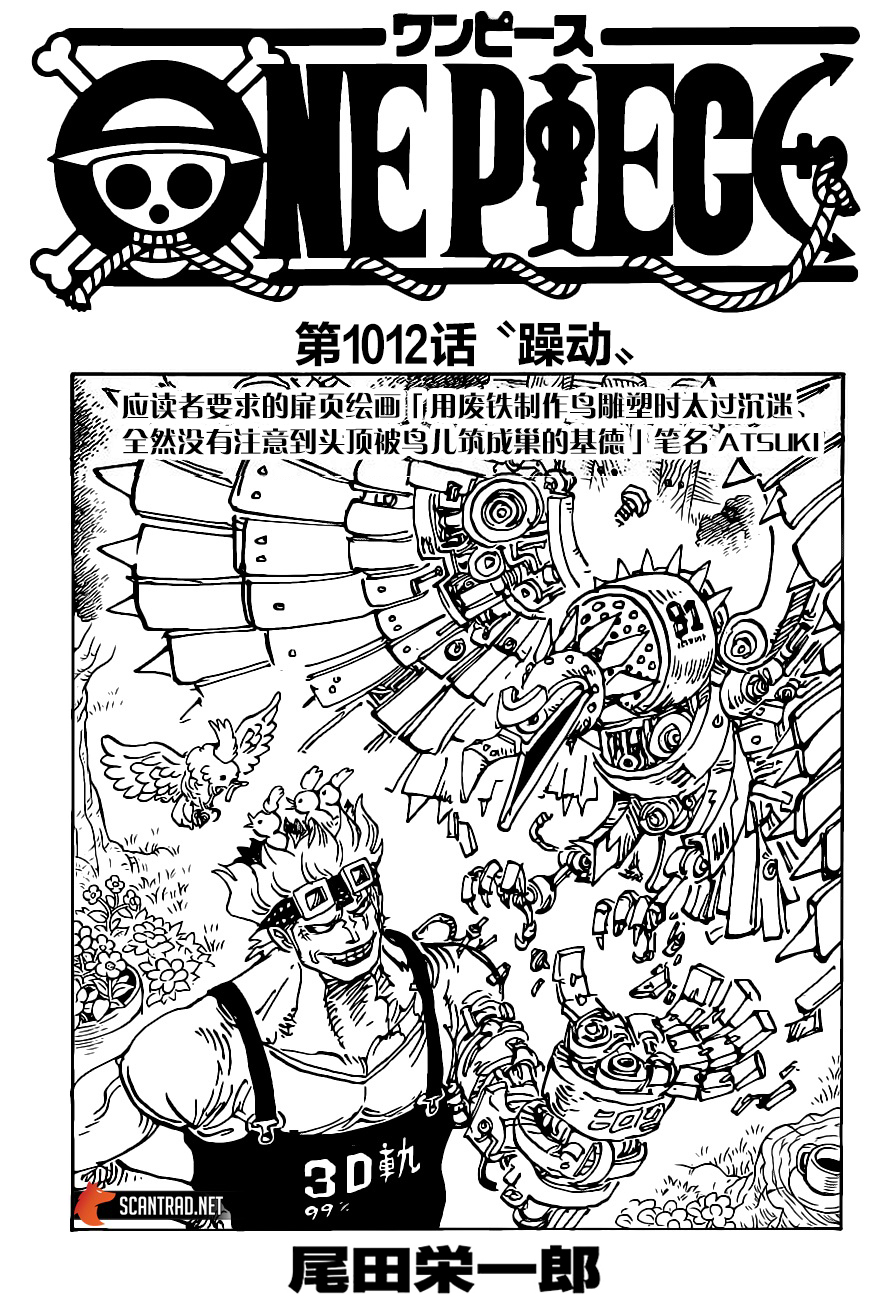 ワンピース
ONE PIECE
第1012话〝躁动〟
应读者要求的扉页绘画「用废铁制作鸟雕塑时太过沉迷、
全然没有注意到头顶被鸟儿筑成巢的基德」笔名 ATSUKI
81
3D軌
99%
SCANTRAD.NET
尾田栄一郎